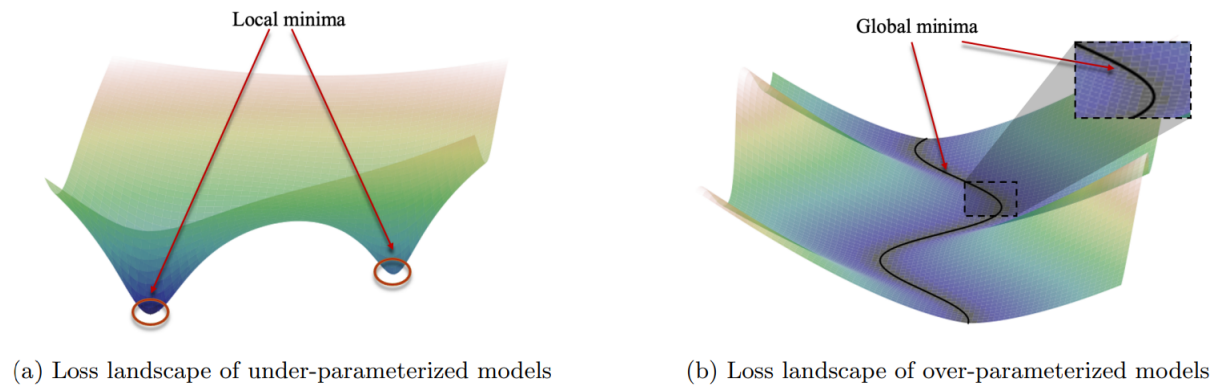 Local minima
Global minima
(a) Loss landscape of under-parameterized models
(b) Loss landscape of over-parameterized models